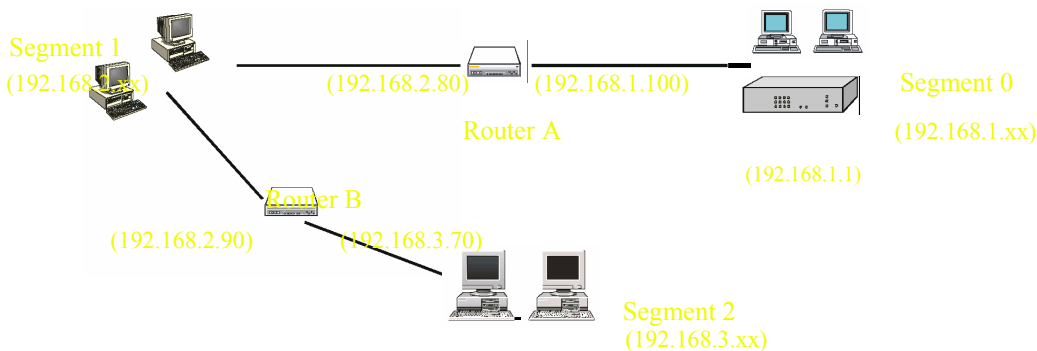 Segment 1
(192.168.2.xx)
(192.168.2.80)
(192.168.1.100)
Segment 0
(192.168.1.xx)
Router A
(192.168.1.1)
Router B
(192.168.2.90)
(192.168.3.70)
Segment 2
(192.168.3.xx)